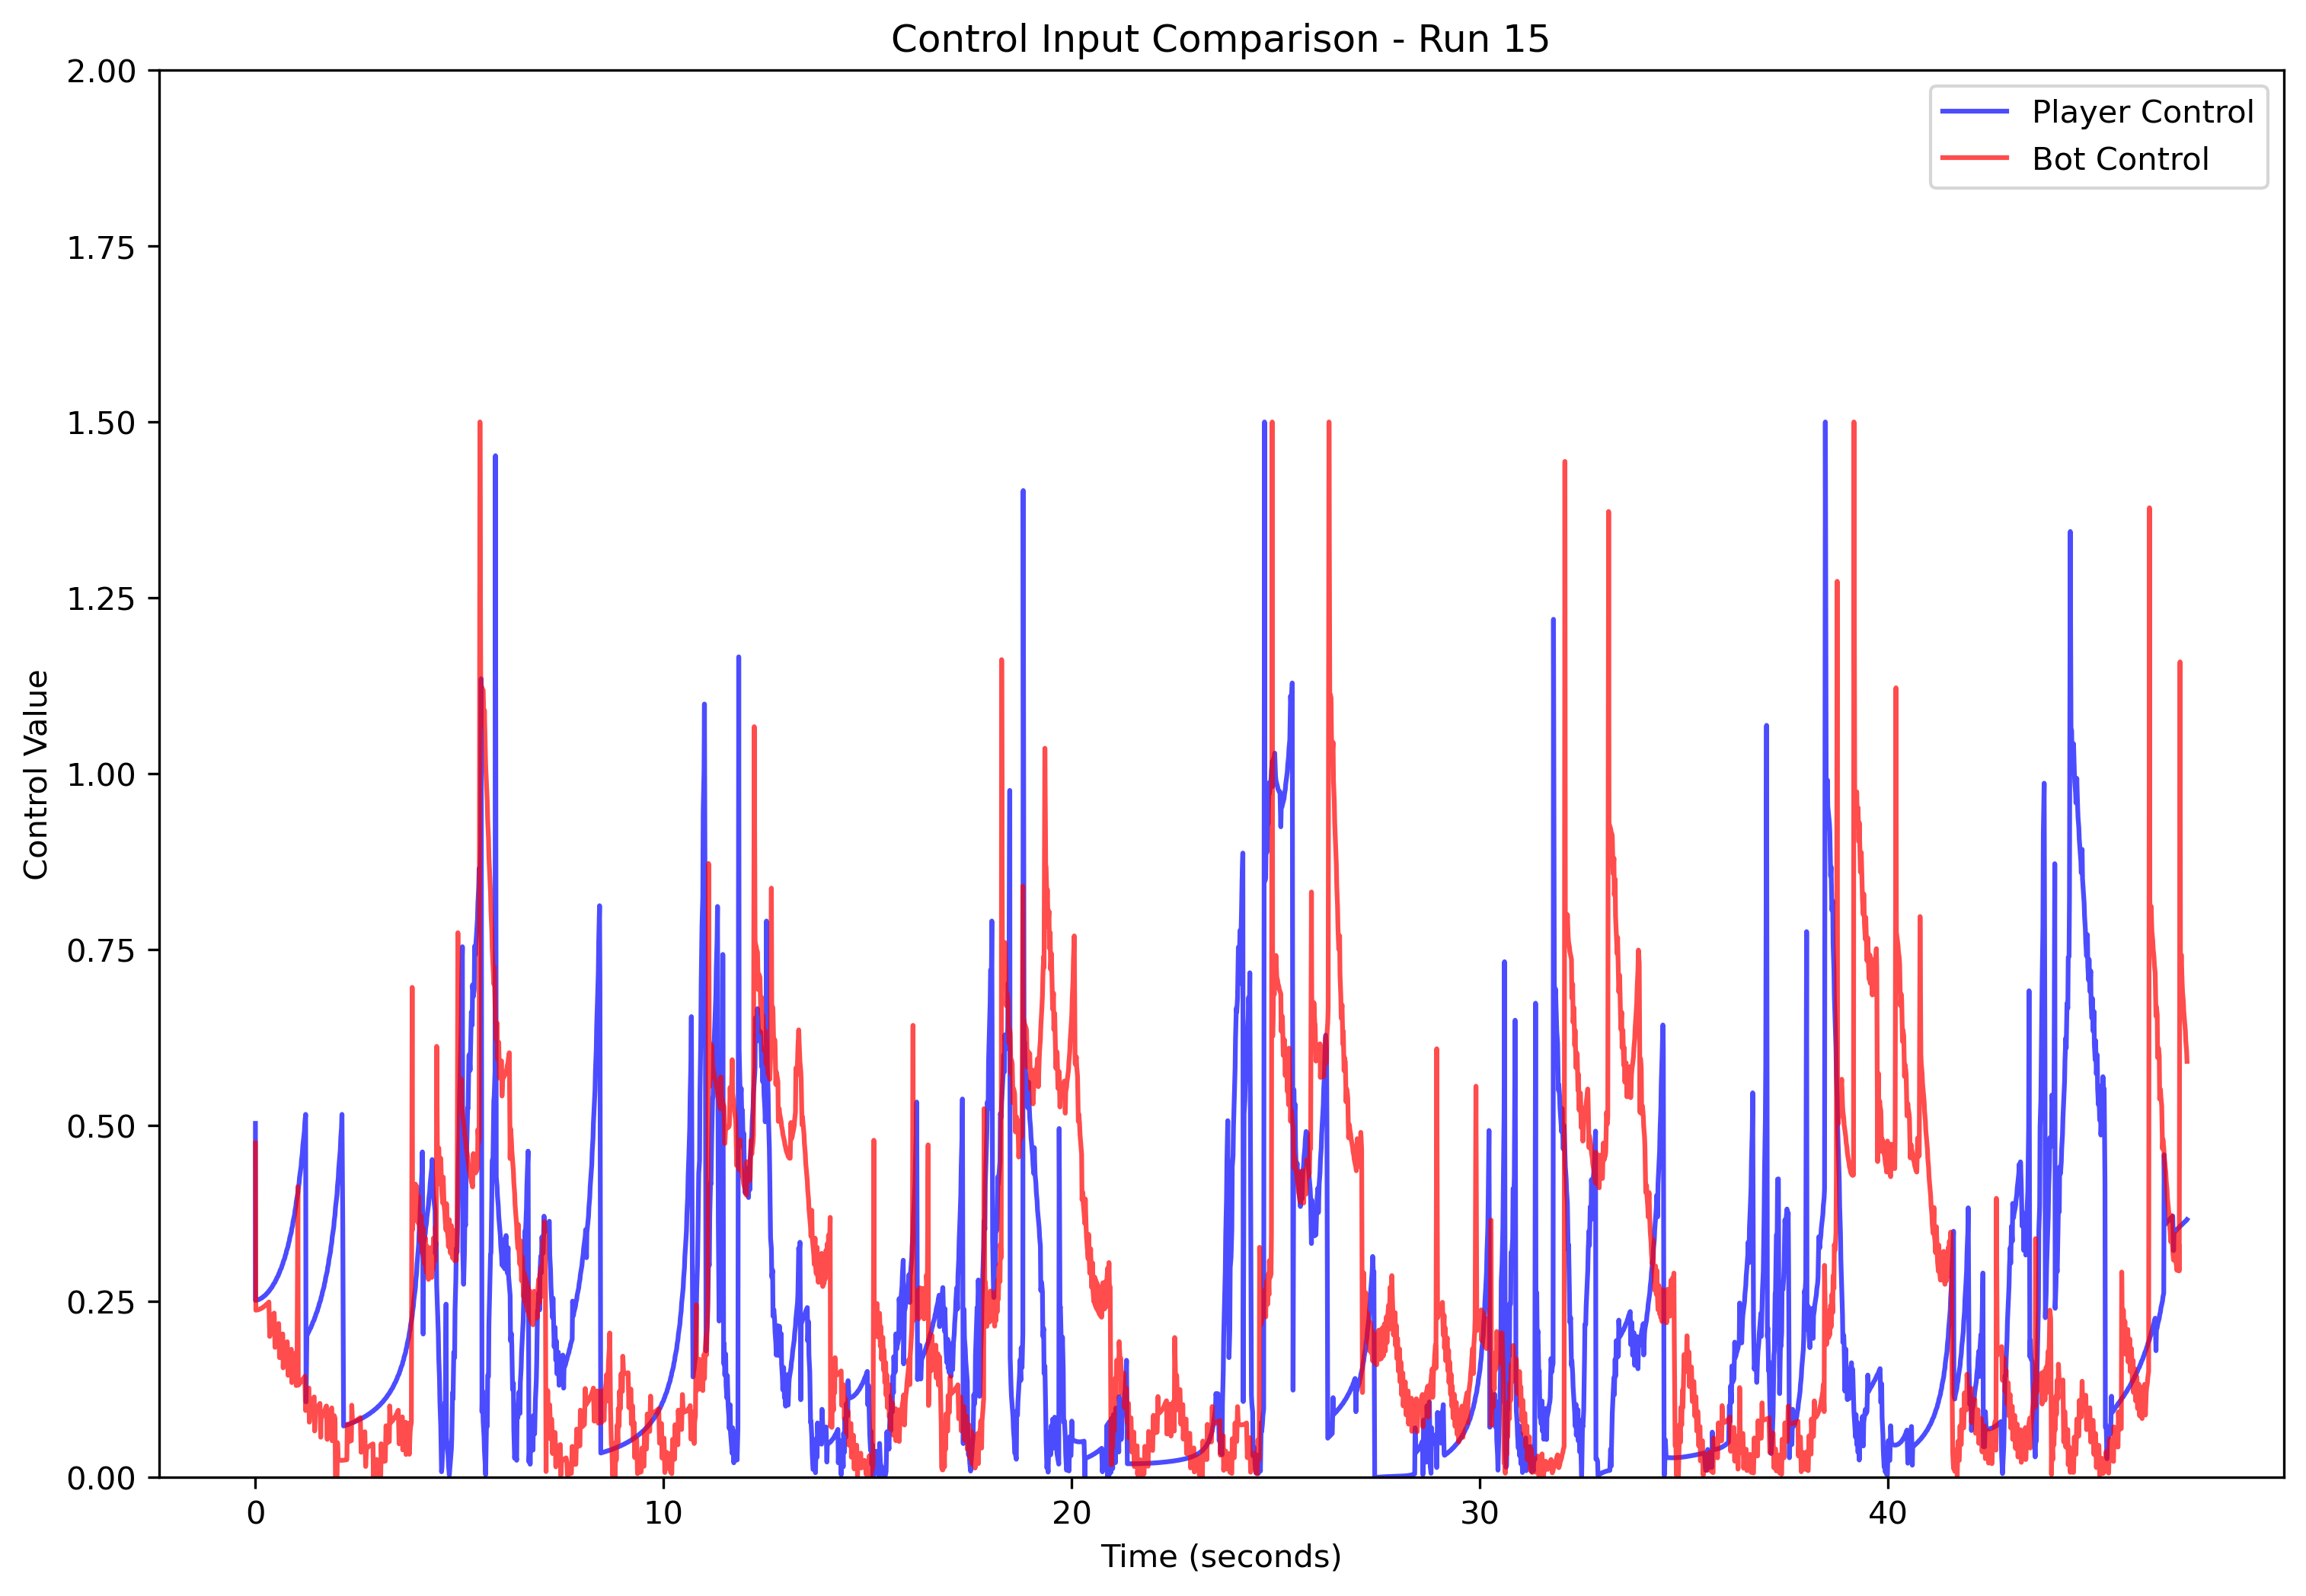 Control Input Comparison - Run 15
Player Control
Bot Control
Control Value
2.00
1.75
1.50
1.25
1.00
0.75
0.50
0.25
0.00
0 10 20 30 40
Time (seconds)